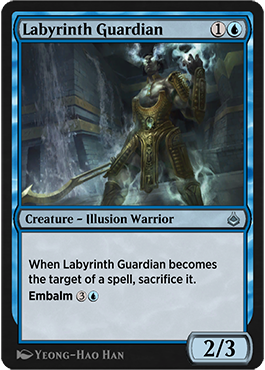 Labyrinth Guardian 1
Creature – Illusion Warrior
When Labyrinth Guardian becomes
the target of a spell, sacrifice it.
Embalm 3
2/3
Yeong-Hao Han